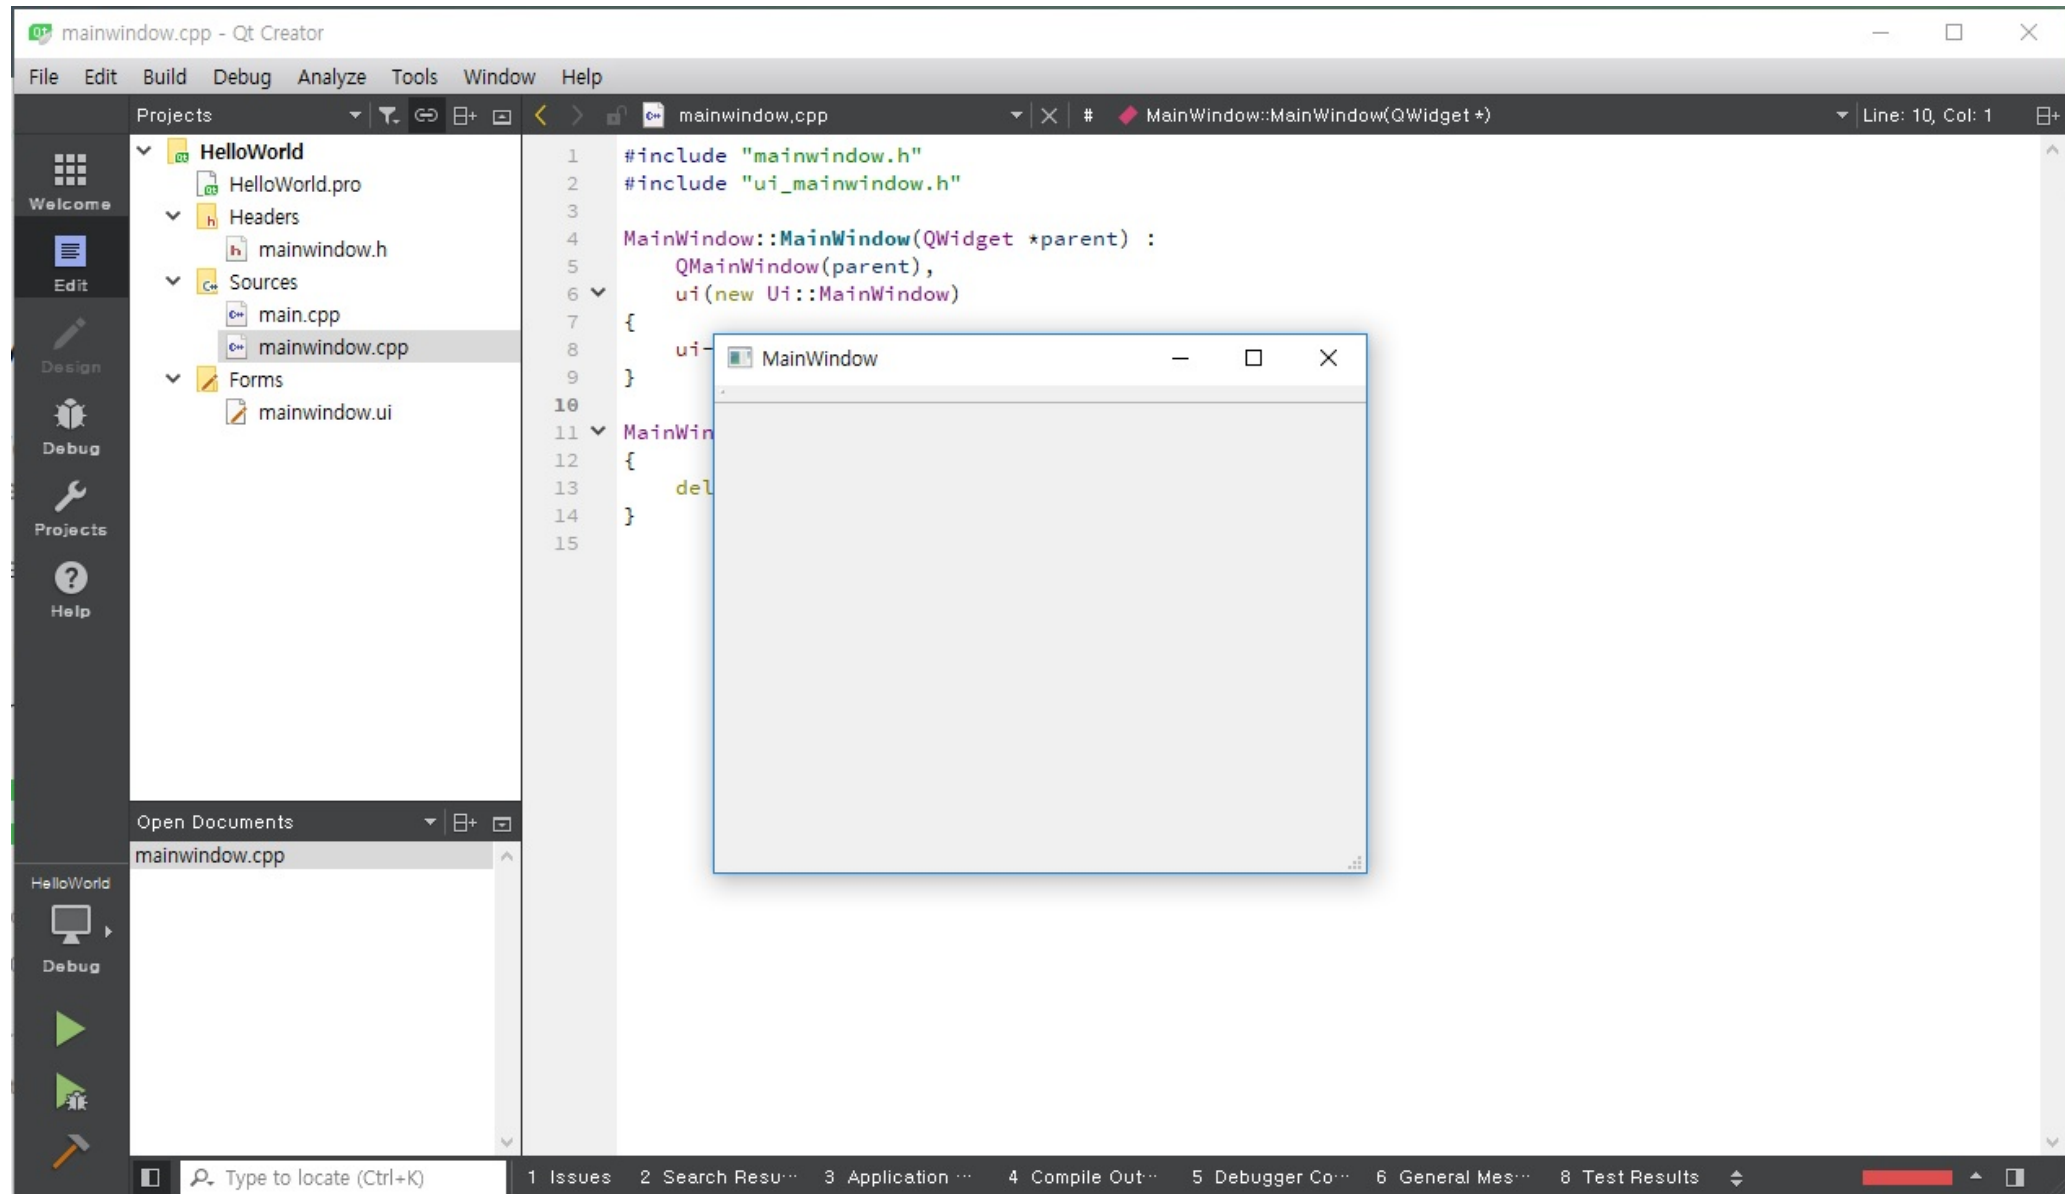 mainwindow.cpp - Qt Creator
File Edit Build Debug Analyze Tools Window Help
Projects
mainwindow.cpp
# MainWindow::MainWindow(QWidget *)
Line: 10, Col: 1
Welcome
Edit
Design
Debug
Projects
Help
HelloWorld
HelloWorld.pro
Headers
mainwindow.h
Sources
main.cpp
mainwindow.cpp
Forms
mainwindow.ui
1 #include "mainwindow.h"
2 #include "ui_mainwindow.h"
3
4 MainWindow::MainWindow(QWidget *parent) :
5 QMainWindow(parent),
6 ui(new Ui::MainWindow)
7 {
8 ui-
9 }
10
11 MainWin
12 {
13 del
14 }
15
MainWindow
Open Documents
mainwindow.cpp
HelloWorld
Debug
Type to locate (Ctrl+K)
1 Issues 2 Search Resu··· 3 Application ··· 4 Compile Out··· 5 Debugger Co··· 6 General Mes··· 8 Test Results